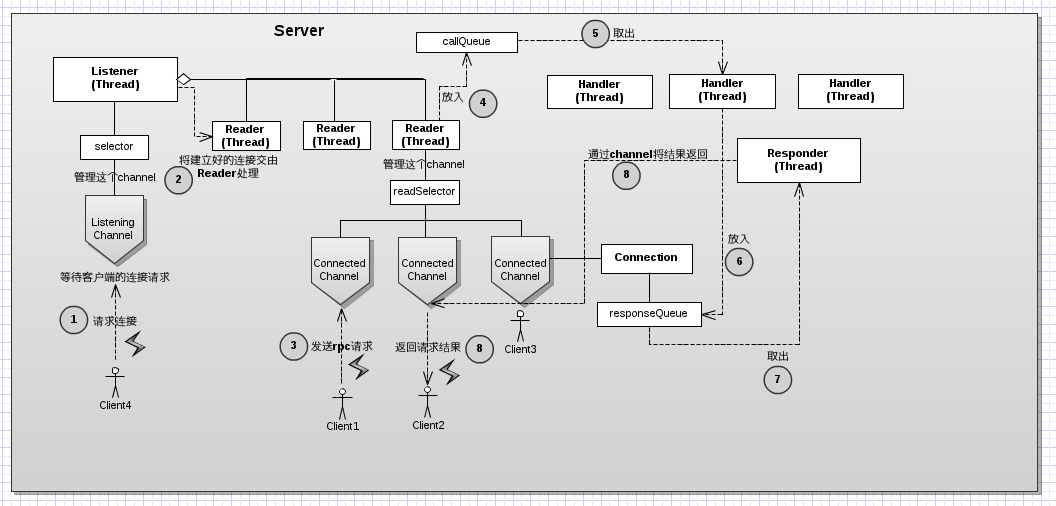 Server
callQueue
5
取出
Listener
(Thread)
Handler
(Thread)
Handler
(Thread)
Handler
(Thread)
放入
4
Reader
(Thread)
Reader
(Thread)
Reader
(Thread)
selector
将建立好的连接交由
Reader处理
2
管理这个channel
管理这个channel
通过channel将结果返回
8
Responder
(Thread)
readSelector
Listening
Channel
等待客户端的连接请求
Connected
Channel
Connected
Channel
Connected
Channel
Connection
放入
6
responseQueue
1
请求连接
3
发送rpc请求
返回请求结果
8
Client3
取出
7
Client4
Client1
Client2